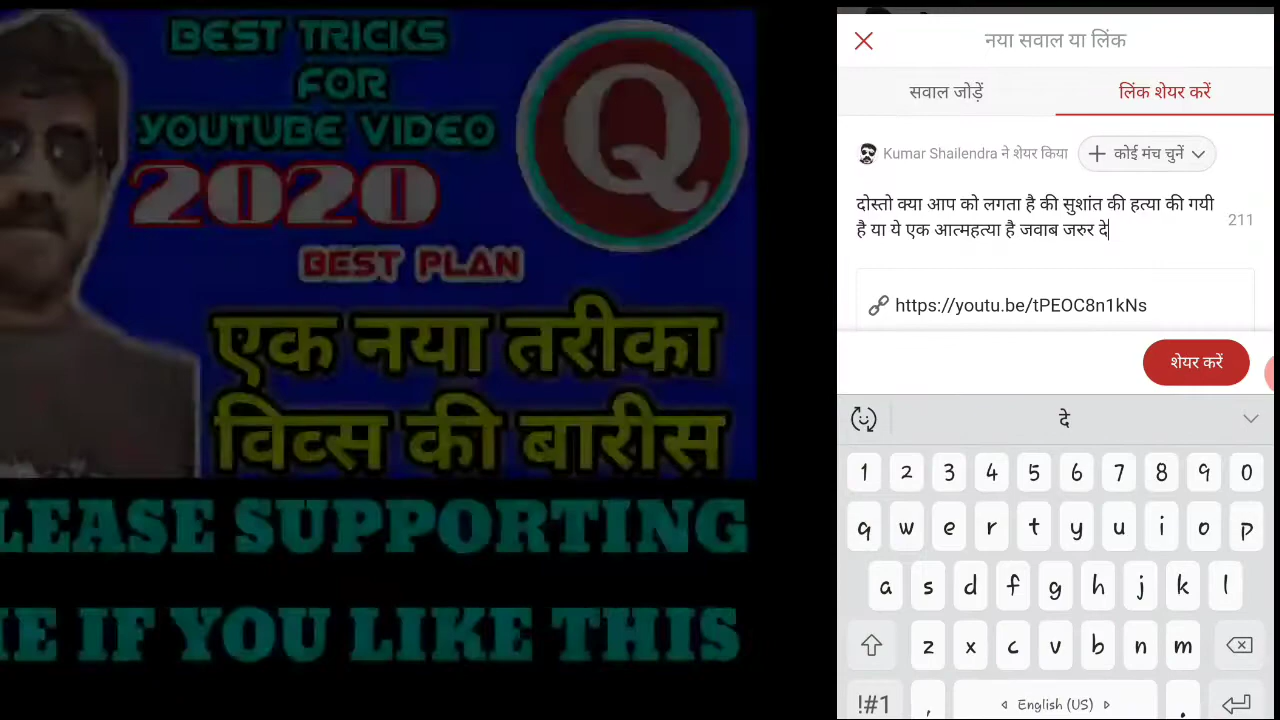 BEST TRICKS
FOR
YOUTUBE VIDEO
2020
BEST PLAN
Q
एक नया तरीका
विव्स की बारीस
LEASE SUPPORTING
IF YOU LIKE THIS
नया सवाल या लिंक
सवाल जोड़ें लिंक शेयर करें
Kumar Shailendra ने शेयर किया + कोई मंच चुनें
दोस्तो क्या आप को लगता है की सुशांत की हत्या की गयी
है या ये एक आत्महत्या है जवाब जरुर दे
211
https://youtu.be/tPEOC8n1kNs
शेयर करें
दे
1 2 3 4 5 6 7 8 9 0
q w e r t y u i o p
a s d f g h j k l
z x c v b n m
!#1 , English (US) .